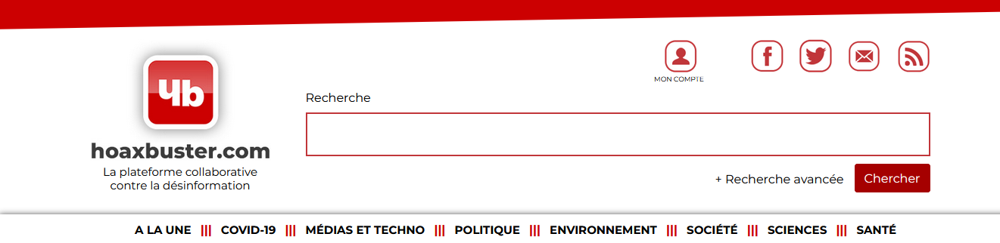 MON COMPTE
Recherche
hoaxbuster.com
La plateforme collaborative
contre la désinformation
+ Recherche avancée
Chercher
A LA UNE ||| COVID-19 ||| MÉDIAS ET TECHNO ||| POLITIQUE ||| ENVIRONNEMENT ||| SOCIÉTÉ ||| SCIENCES ||| SANTÉ